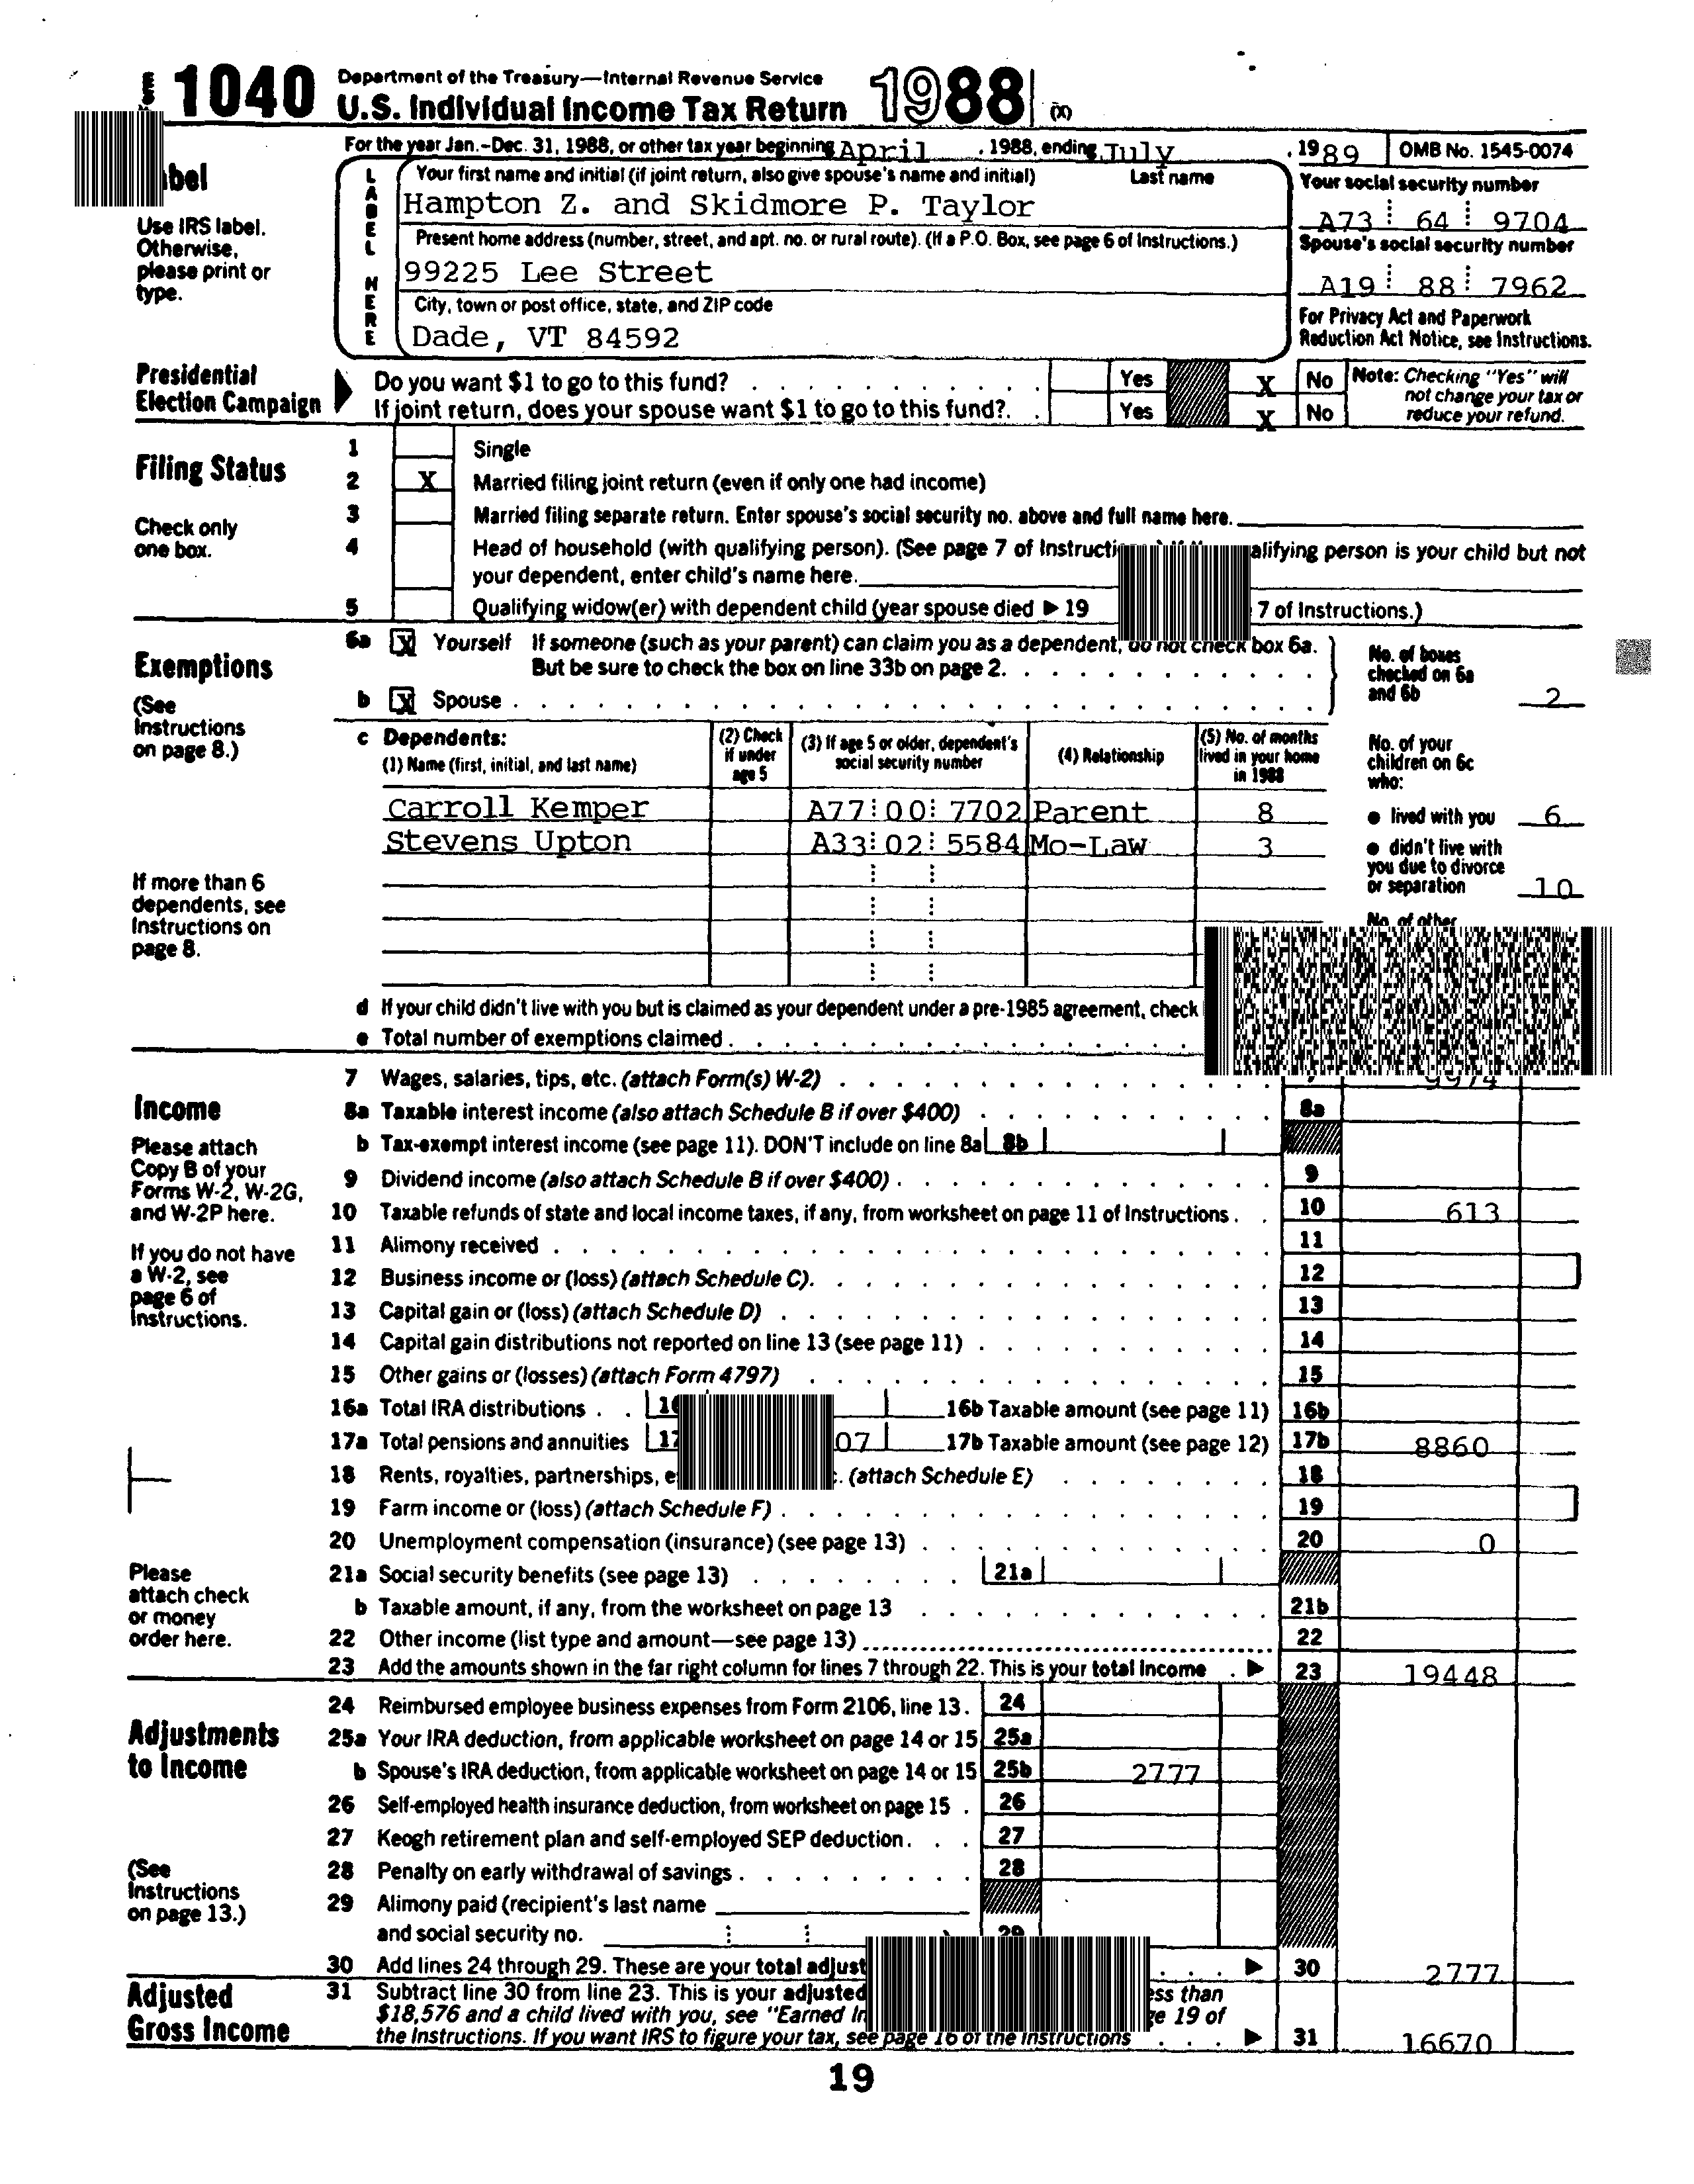 1040 Department of the Treasury—Internal Revenue Service
U.S. Individual Income Tax Return 1988 (X)
For the year Jan.–Dec. 31, 1988, or other tax year beginning April , 1988, ending July , 1989 OMB No. 1545-0074
Use IRS label. Otherwise, please print or type.
LABEL HERE
Your first name and initial (if joint return, also give spouse's name and initial) Last name
Hampton Z. and Skidmore P. Taylor
Your social security number
A73 64 9704
Present home address (number, street, and apt. no. or rural route). (If a P.O. Box, see page 6 of Instructions.)
99225 Lee Street
Spouse's social security number
A19 88 7962
City, town or post office, state, and ZIP code
Dade, VT 84592
For Privacy Act and Paperwork
Reduction Act Notice, see Instructions.
Presidential
Election Campaign
Do you want $1 to go to this fund? Yes X No
If joint return, does your spouse want $1 to go to this fund? Yes X No
Note: Checking "Yes" will
not change your tax or
reduce your refund.
Filing Status
Check only
one box.
1 Single
2 X Married filing joint return (even if only one had income)
3 Married filing separate return. Enter spouse's social security no. above and full name here.
4 Head of household (with qualifying person). (See page 7 of person is your child but not
your dependent, enter child's name here.
5 Qualifying widow(er) with dependent child (year spouse died ▶ 19 7 of Instructions.)
Exemptions
(See
Instructions
on page 8.)
6a X Yourself If someone (such as your parent) can claim you as a dependent, do not check box 6a.
But be sure to check the box on line 33b on page 2.
b X Spouse
No. of boxes
checked on 6a
and 6b 2
c Dependents:
(1) Name (first, initial, and last name)
(2) Check
if under
age 5
(3) If age 5 or older, dependent's
social security number
(4) Relationship
(5) No. of months
lived in your home
in 1988
No. of your
children on 6c
who:
Carroll Kemper A77 00 7702 Parent 8
● lived with you 6
Stevens Upton A33 02 5584 Mo-Law 3
● didn't live with
you due to divorce
or separation 10
No. of other
If more than 6
dependents, see
Instructions on
page 8.
d If your child didn't live with you but is claimed as your dependent under a pre-1985 agreement, check
e Total number of exemptions claimed
Income
Please attach
Copy B of your
Forms W-2, W-2G,
and W-2P here.
If you do not have
a W-2, see
page 6 of
Instructions.
Please
attach check
or money
order here.
7 Wages, salaries, tips, etc. (attach Form(s) W-2) 9974
8a Taxable interest income (also attach Schedule B if over $400) 8a
b Tax-exempt interest income (see page 11). DON'T include on line 8a 8b
9 Dividend income (also attach Schedule B if over $400) 9
10 Taxable refunds of state and local income taxes, if any, from worksheet on page 11 of Instructions 10 613
11 Alimony received 11
12 Business income or (loss) (attach Schedule C) 12
13 Capital gain or (loss) (attach Schedule D) 13
14 Capital gain distributions not reported on line 13 (see page 11) 14
15 Other gains or (losses) (attach Form 4797) 15
16a Total IRA distributions 16b Taxable amount (see page 11) 16b
17a Total pensions and annuities 07 17b Taxable amount (see page 12) 17b 8860
18 Rents, royalties, partnerships, (attach Schedule E) 18
19 Farm income or (loss) (attach Schedule F) 19
20 Unemployment compensation (insurance) (see page 13) 20 0
21a Social security benefits (see page 13) 21a
b Taxable amount, if any, from the worksheet on page 13 21b
22 Other income (list type and amount—see page 13) 22
23 Add the amounts shown in the far right column for lines 7 through 22. This is your total income ▶ 23 19448
Adjustments
to Income
(See
Instructions
on page 13.)
24 Reimbursed employee business expenses from Form 2106, line 13. 24
25a Your IRA deduction, from applicable worksheet on page 14 or 15 25a
b Spouse's IRA deduction, from applicable worksheet on page 14 or 15 25b 2777
26 Self-employed health insurance deduction, from worksheet on page 15 26
27 Keogh retirement plan and self-employed SEP deduction 27
28 Penalty on early withdrawal of savings 28
29 Alimony paid (recipient's last name
and social security no. 29
30 Add lines 24 through 29. These are your total ▶ 30 2777
Adjusted
Gross Income
31 Subtract line 30 from line 23. This is your adjusted less than
$18,576 and a child lived with you, see "Earned page 19 of
the Instructions. If you want IRS to figure your tax, see page 16 of the Instructions ▶ 31 16670
19